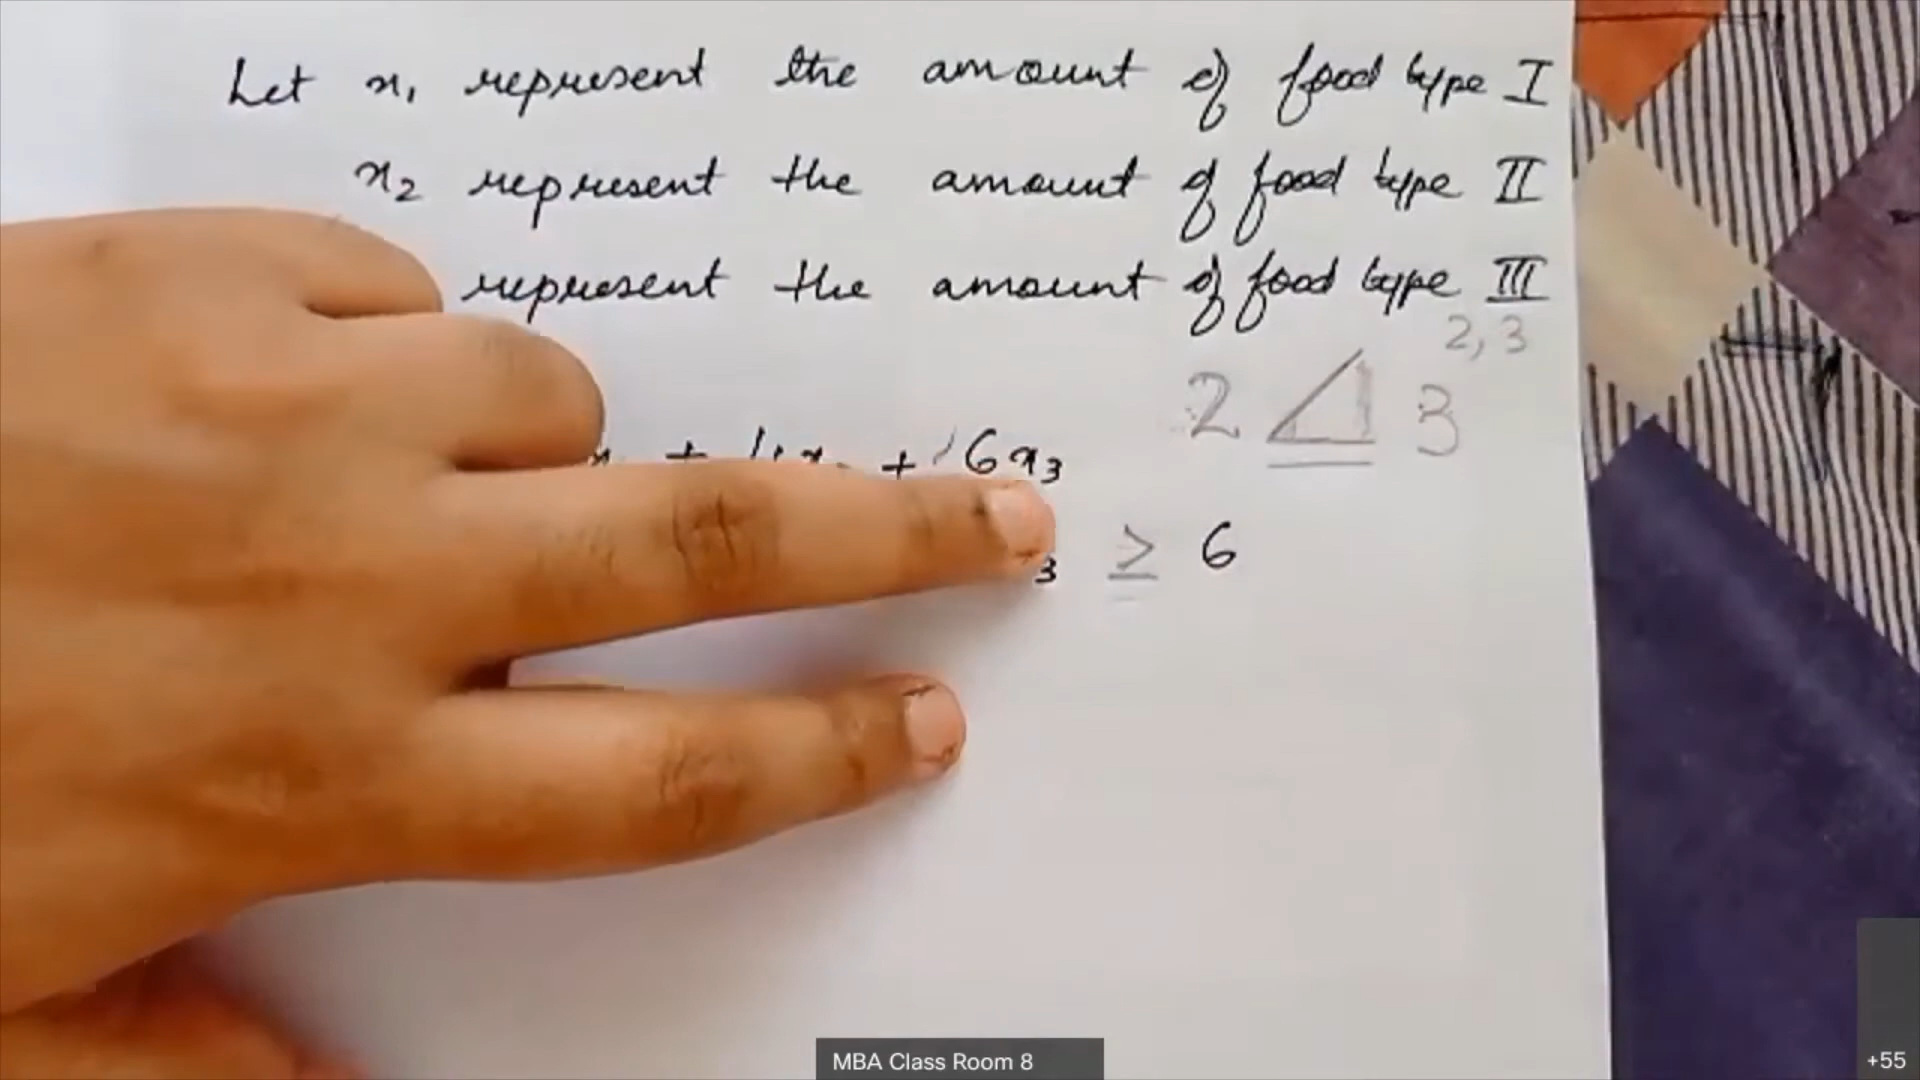 Let x₁ represent the amount of food type I
x₂ represent the amount of food type II
represent the amount of food type III
2, 3
2 3
+ 6x₃
3 ≥ 6
MBA Class Room 8
+55